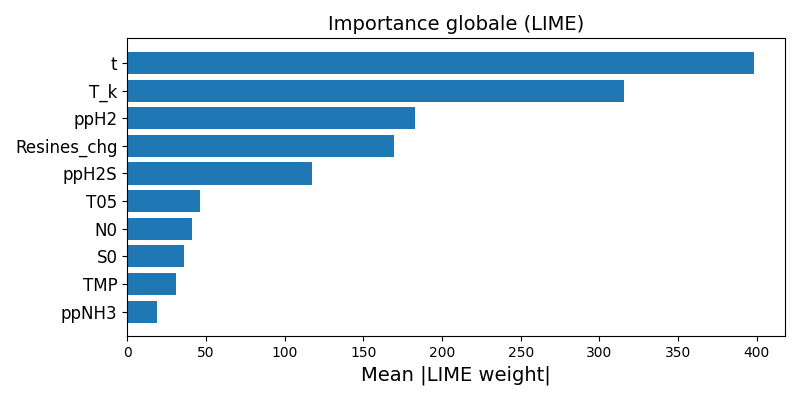 Importance globale (LIME)
t
T_k
ppH2
Resines_chg
ppH2S
T05
N0
S0
TMP
ppNH3
0 50 100 150 200 250 300 350 400
Mean |LIME weight|